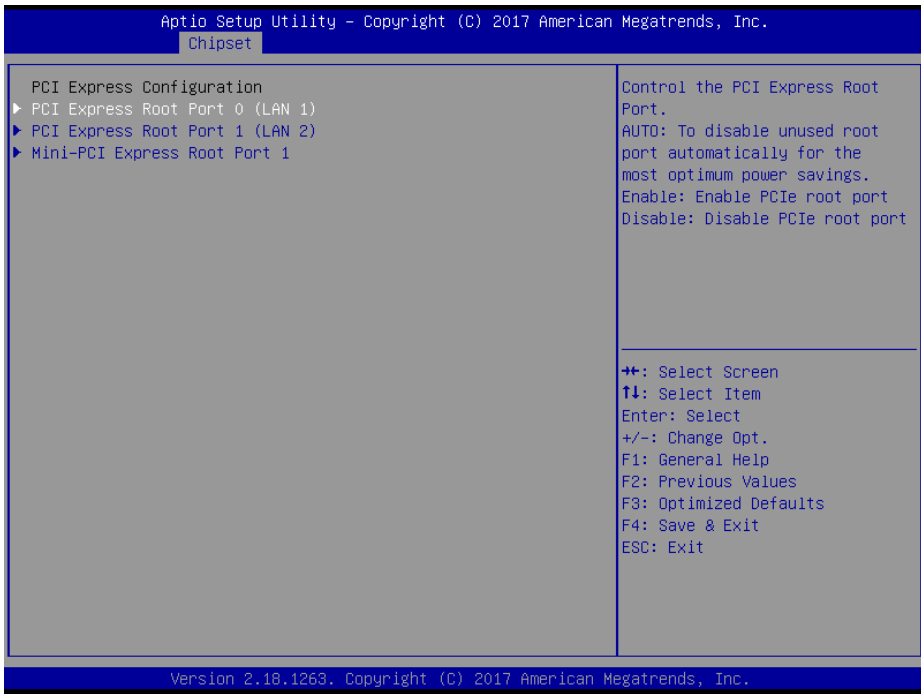 Aptio Setup Utility – Copyright (C) 2017 American Megatrends, Inc.
Chipset
PCI Express Configuration
PCI Express Root Port 0 (LAN 1)
PCI Express Root Port 1 (LAN 2)
Mini-PCI Express Root Port 1
Control the PCI Express Root
Port.
AUTO: To disable unused root
port automatically for the
most optimum power savings.
Enable: Enable PCIe root port
Disable: Disable PCIe root port
→←: Select Screen
↑↓: Select Item
Enter: Select
+/-: Change Opt.
F1: General Help
F2: Previous Values
F3: Optimized Defaults
F4: Save & Exit
ESC: Exit
Version 2.18.1263. Copyright (C) 2017 American Megatrends, Inc.